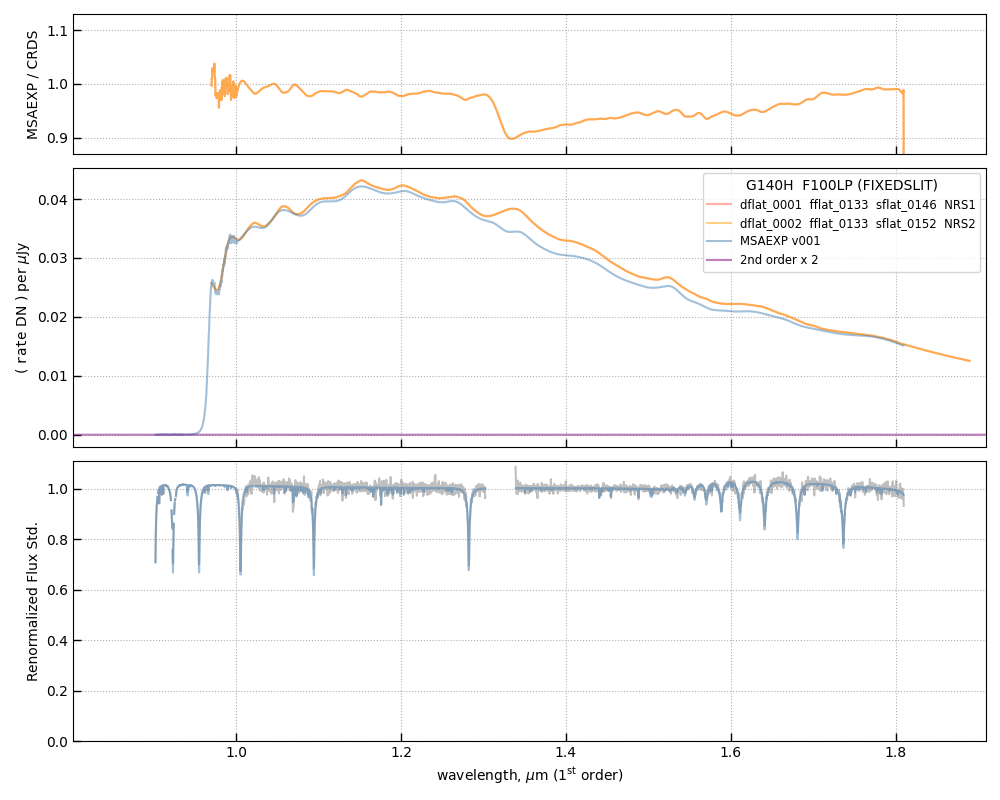 MSAEXP / CRDS
1.1
1.0
0.9
( rate DN ) per µJy
0.04
0.03
0.02
0.01
0.00
G140H  F100LP (FIXEDSLIT)
dflat_0001  fflat_0133  sflat_0146  NRS1
dflat_0002  fflat_0133  sflat_0152  NRS2
MSAEXP v001
2nd order x 2
Renormalized Flux Std.
1.0
0.8
0.6
0.4
0.2
0.0
1.0 1.2 1.4 1.6 1.8
wavelength, µm (1st order)